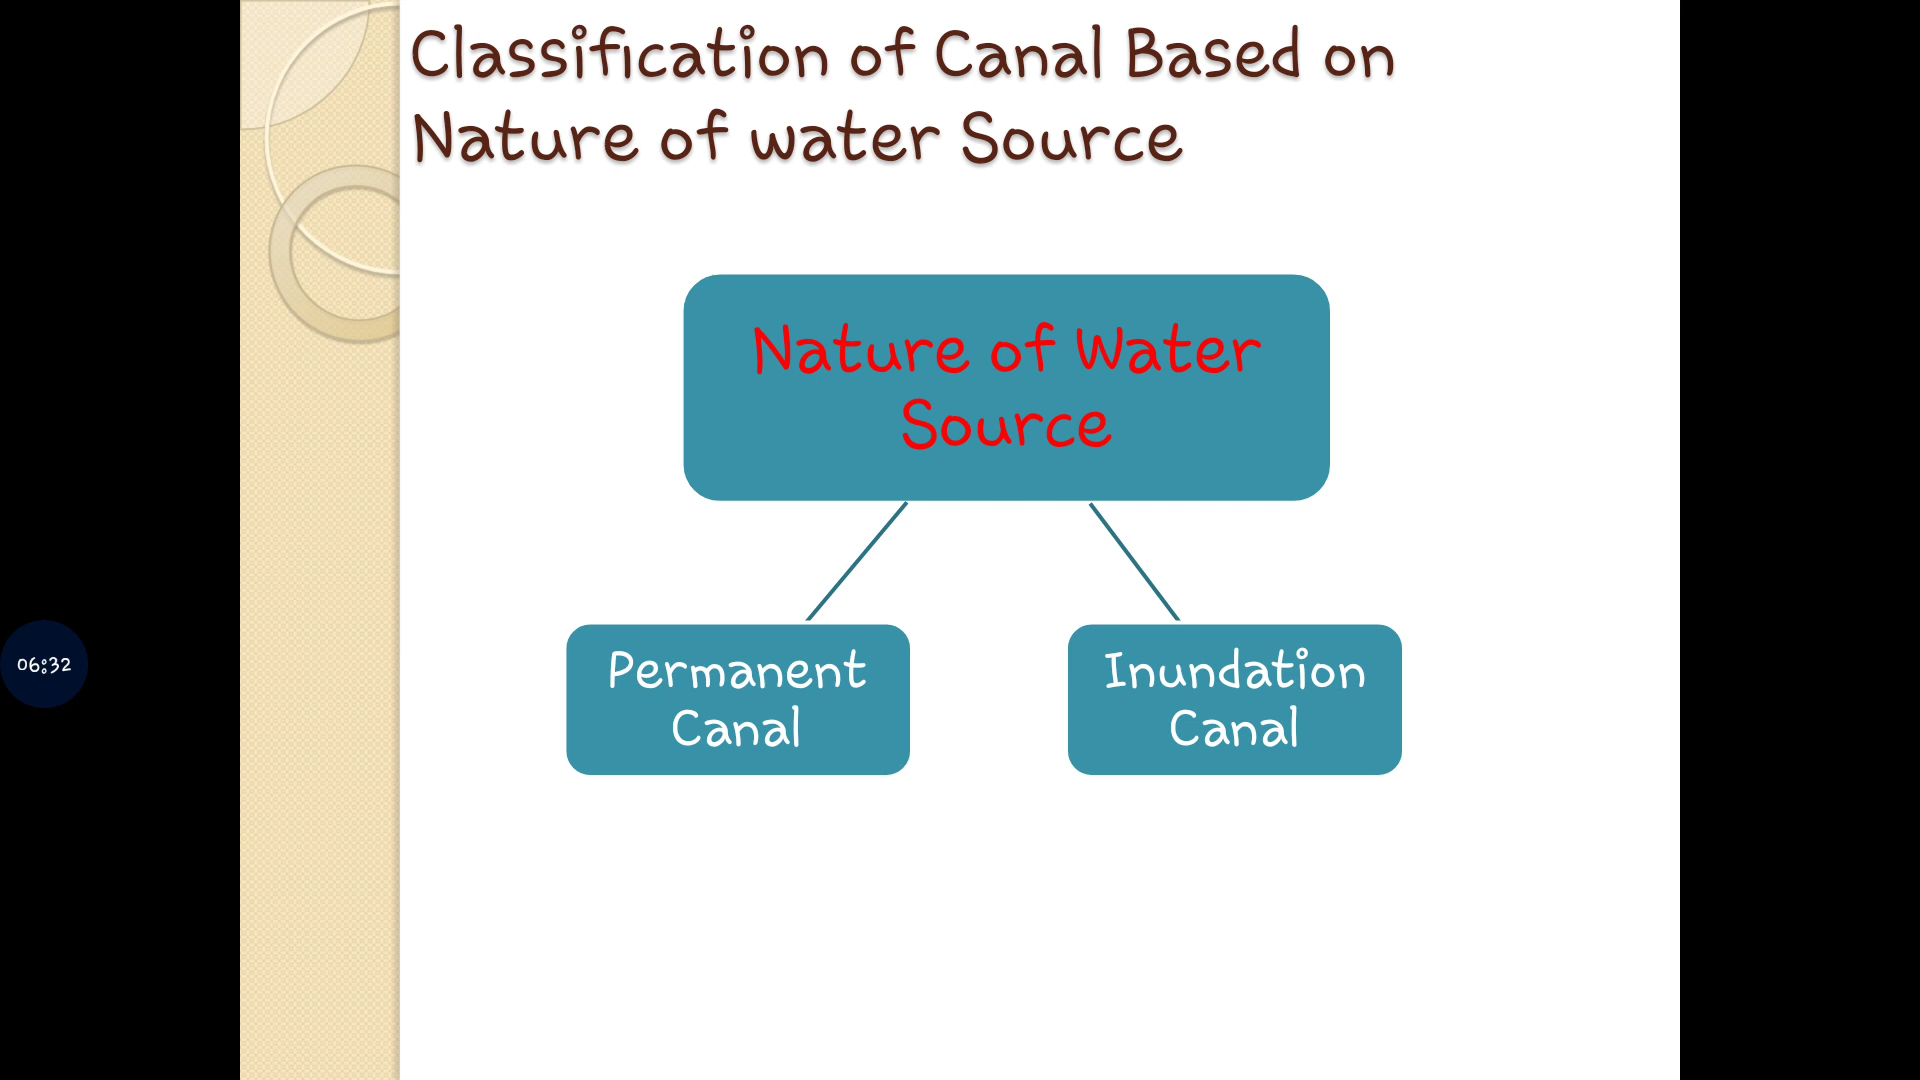 Classification of Canal Based on
Nature of water Source
Nature of Water
Source
Permanent
Canal
Inundation
Canal
06:32